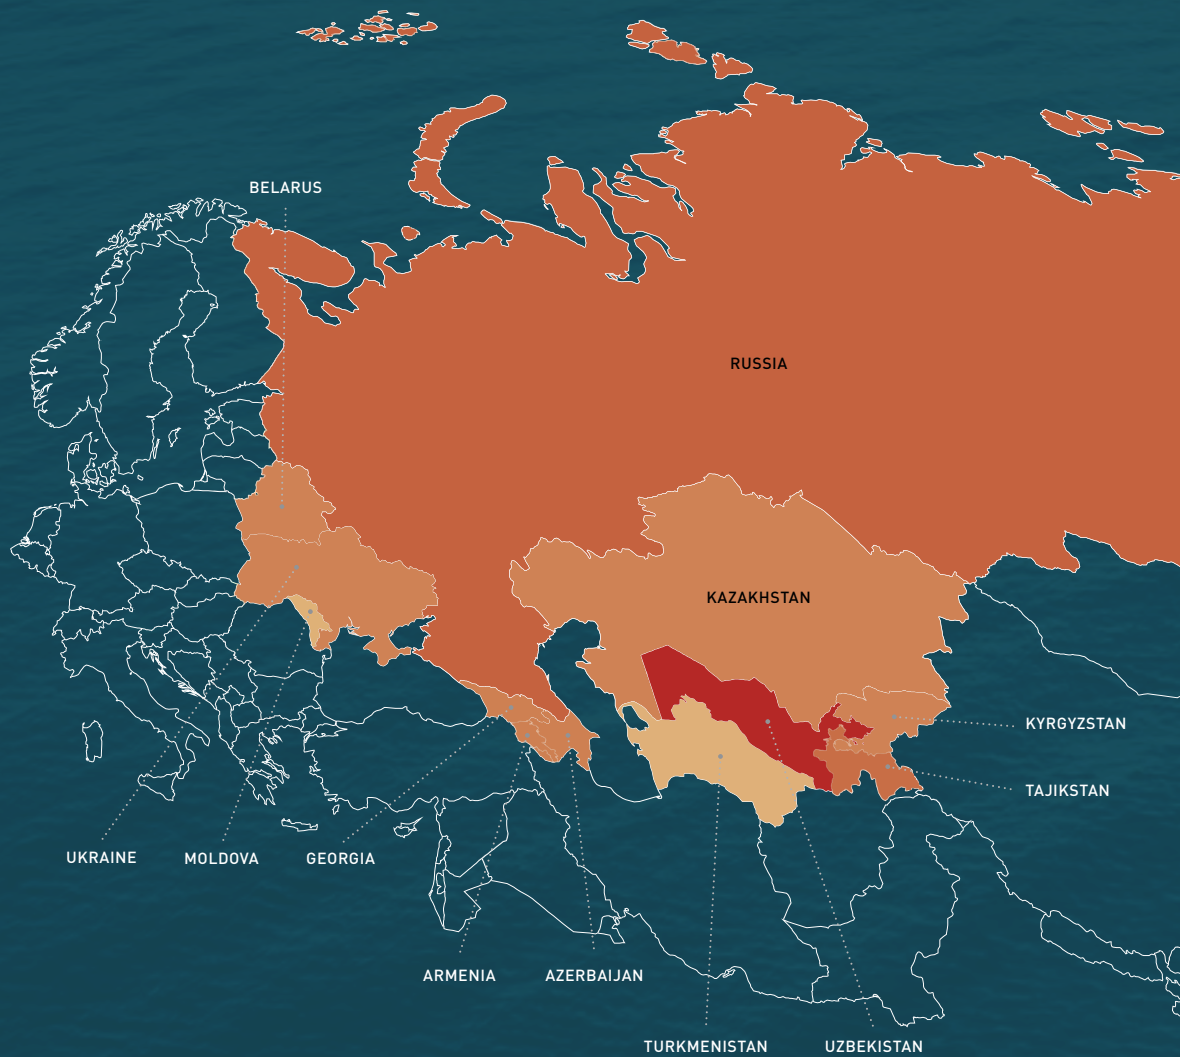 BELARUS
RUSSIA
KAZAKHSTAN
KYRGYZSTAN
TAJIKSTAN
UKRAINE
MOLDOVA
GEORGIA
ARMENIA
AZERBAIJAN
TURKMENISTAN
UZBEKISTAN